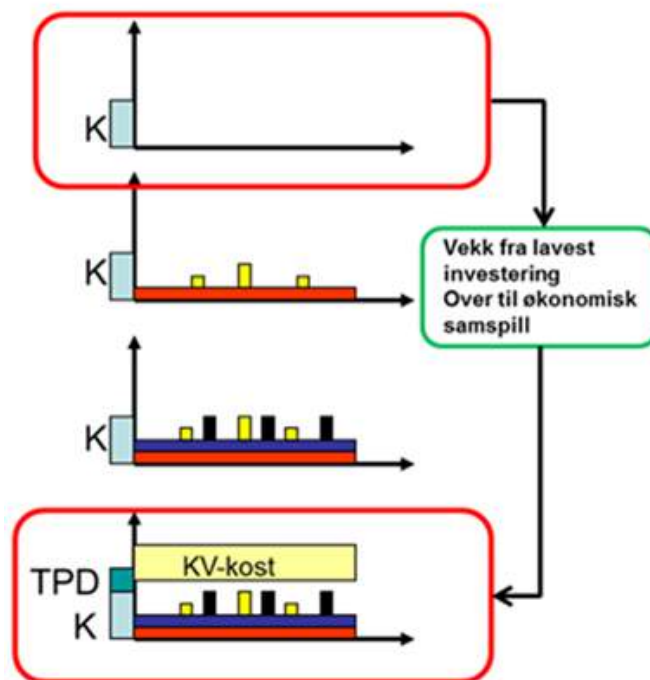 K
K
Vekk fra lavest
investering
Over til økonomisk
samspill
K
KV-kost
TPD
K